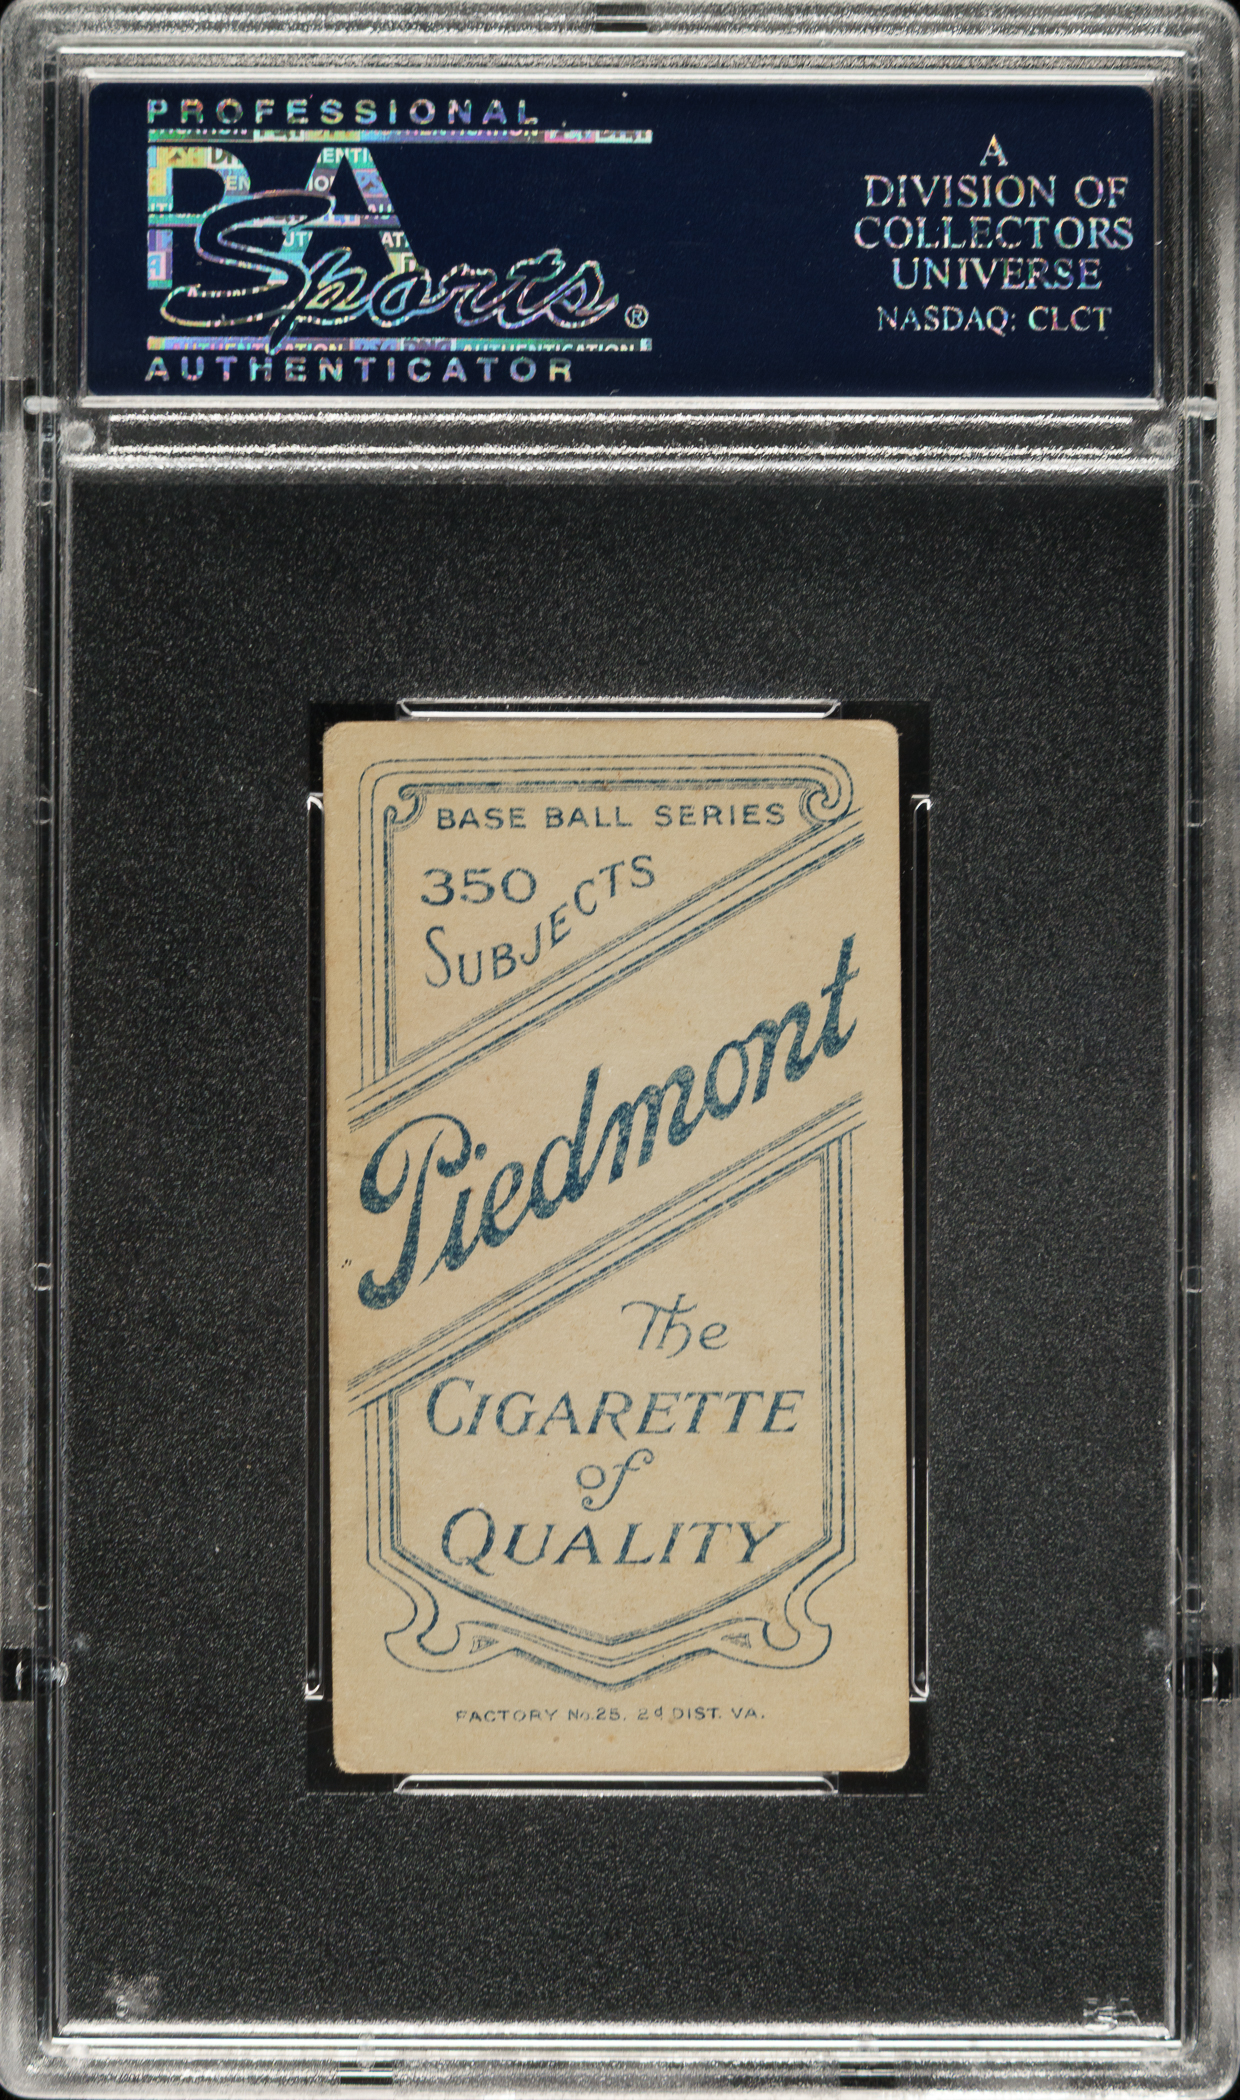 PROFESSIONAL
PSA
Sports®
AUTHENTICATOR
A
DIVISION OF
COLLECTORS
UNIVERSE
NASDAQ: CLCT
BASE BALL SERIES
350
SUBJECTS
Piedmont
The
CIGARETTE
of
QUALITY
FACTORY No. 25. 2d DIST. VA.